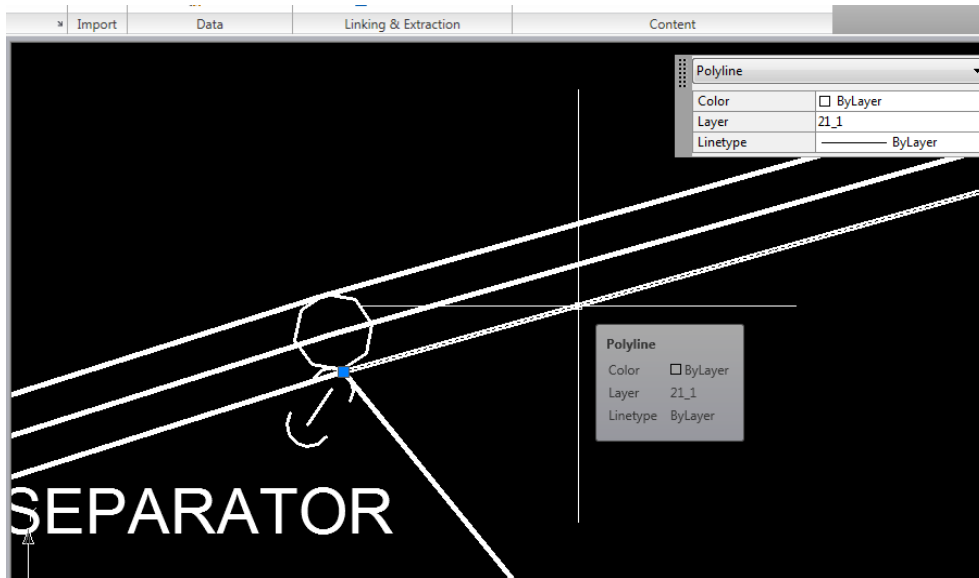 Import Data Linking & Extraction Content
Polyline
Color ByLayer
Layer 21_1
Linetype ByLayer
Polyline
Color ByLayer
Layer 21_1
Linetype ByLayer
SEPARATOR